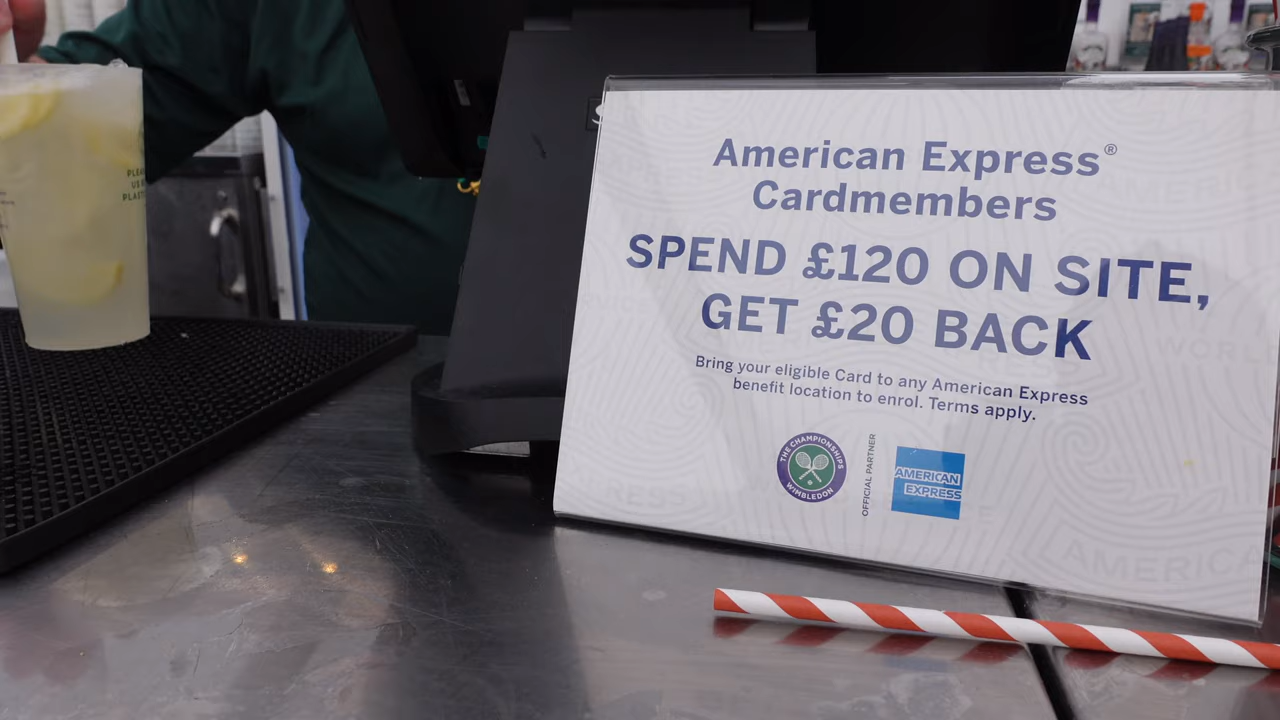 American Express®
Cardmembers
SPEND £120 ON SITE,
GET £20 BACK
Bring your eligible Card to any American Express
benefit location to enrol. Terms apply.
THE CHAMPIONSHIPS
WIMBLEDON
OFFICIAL PARTNER
AMERICAN
EXPRESS